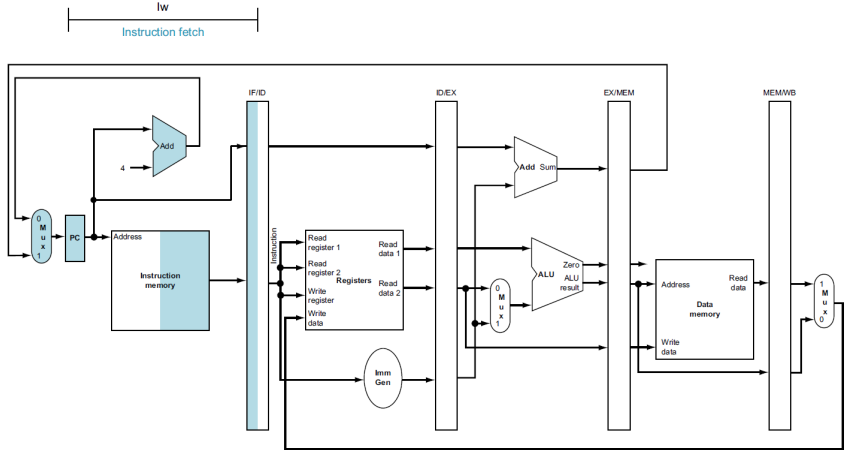 lw
Instruction fetch
IF/ID
ID/EX
EX/MEM
MEM/WB
Add
4
Add Sum
0
M
u
x
1
PC
Address
Instruction
memory
Instruction
Read
register 1
Read
register 2
Registers
Write
register
Write
data
Read
data 1
Read
data 2
0
M
u
x
1
Zero
ALU
ALU
result
Address
Read
data
Data
memory
Write
data
1
M
u
x
0
Imm
Gen